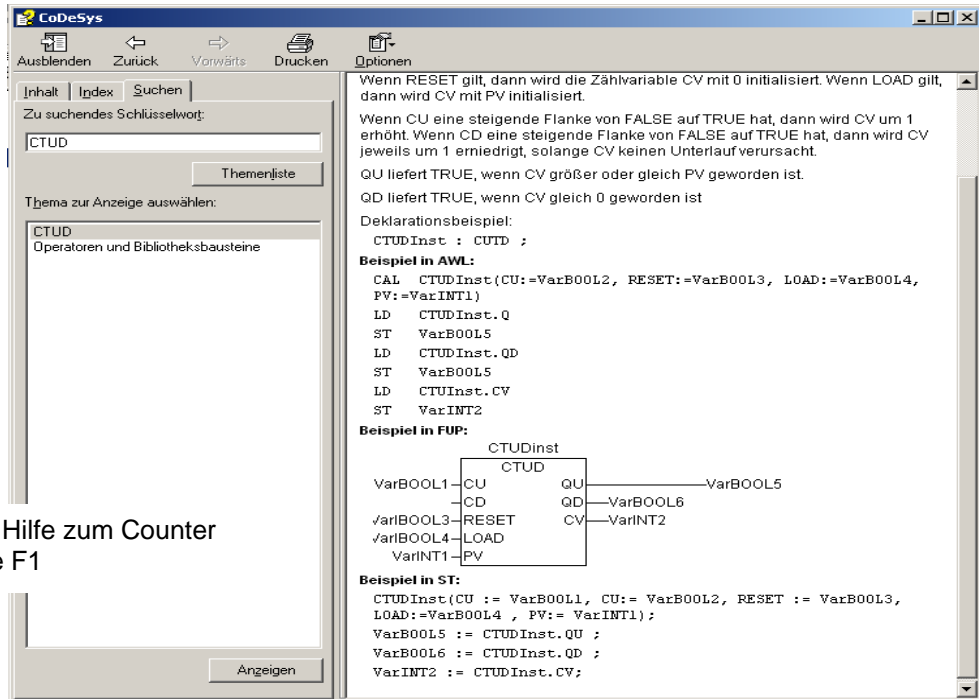 CoDeSys
Ausblenden Zurück Vorwärts Drucken Optionen
Inhalt Index Suchen
Zu suchendes Schlüsselwort:
CTUD
Themenliste
Thema zur Anzeige auswählen:
CTUD
Operatoren und Bibliotheksbausteine
Hilfe zum Counter
F1
Anzeigen
Wenn RESET gilt, dann wird die Zählvariable CV mit 0 initialisiert. Wenn LOAD gilt,
dann wird CV mit PV initialisiert.
Wenn CU eine steigende Flanke von FALSE auf TRUE hat, dann wird CV um 1
erhöht. Wenn CD eine steigende Flanke von FALSE auf TRUE hat, dann wird CV
jeweils um 1 erniedrigt, solange CV keinen Unterlauf verursacht.
QU liefert TRUE, wenn CV größer oder gleich PV geworden ist.
QD liefert TRUE, wenn CV gleich 0 geworden ist
Deklarationsbeispiel:
CTUDInst : CUTD ;
Beispiel in AWL:
CAL CTUDInst(CU:=VarBOOL2, RESET:=VarBOOL3, LOAD:=VarBOOL4,
PV:=VarINT1)
LD CTUDInst.Q
ST VarBOOL5
LD CTUDInst.QD
ST VarBOOL5
LD CTUInst.CV
ST VarINT2
Beispiel in FUP:
CTUDinst
CTUD
VarBOOL1 CU QU VarBOOL5
CD QD VarBOOL6
VarIBOOL3 RESET CV VarINT2
VarIBOOL4 LOAD
VarINT1 PV
Beispiel in ST:
CTUDInst(CU := VarBOOL1, CU:= VarBOOL2, RESET := VarBOOL3,
LOAD:=VarBOOL4 , PV:= VarINT1);
VarBOOL5 := CTUDInst.QU ;
VarBOOL6 := CTUDInst.QD ;
VarINT2 := CTUDInst.CV;